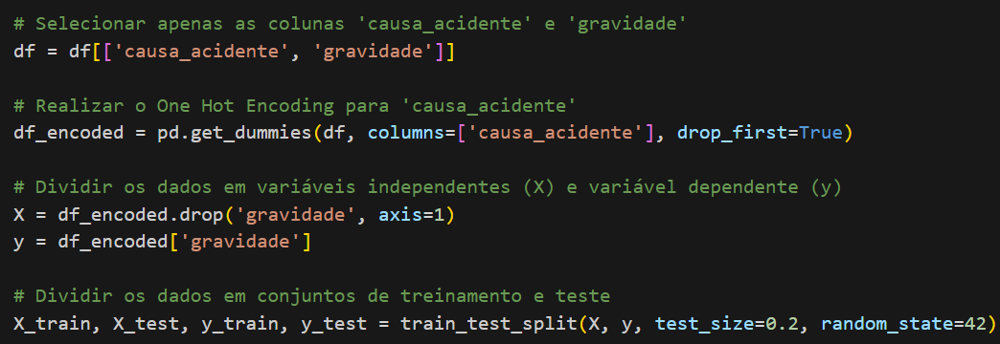 # Selecionar apenas as colunas 'causa_acidente' e 'gravidade'
df = df[['causa_acidente', 'gravidade']]
# Realizar o One Hot Encoding para 'causa_acidente'
df_encoded = pd.get_dummies(df, columns=['causa_acidente'], drop_first=True)
# Dividir os dados em variáveis independentes (X) e variável dependente (y)
X = df_encoded.drop('gravidade', axis=1)
y = df_encoded['gravidade']
# Dividir os dados em conjuntos de treinamento e teste
X_train, X_test, y_train, y_test = train_test_split(X, y, test_size=0.2, random_state=42)